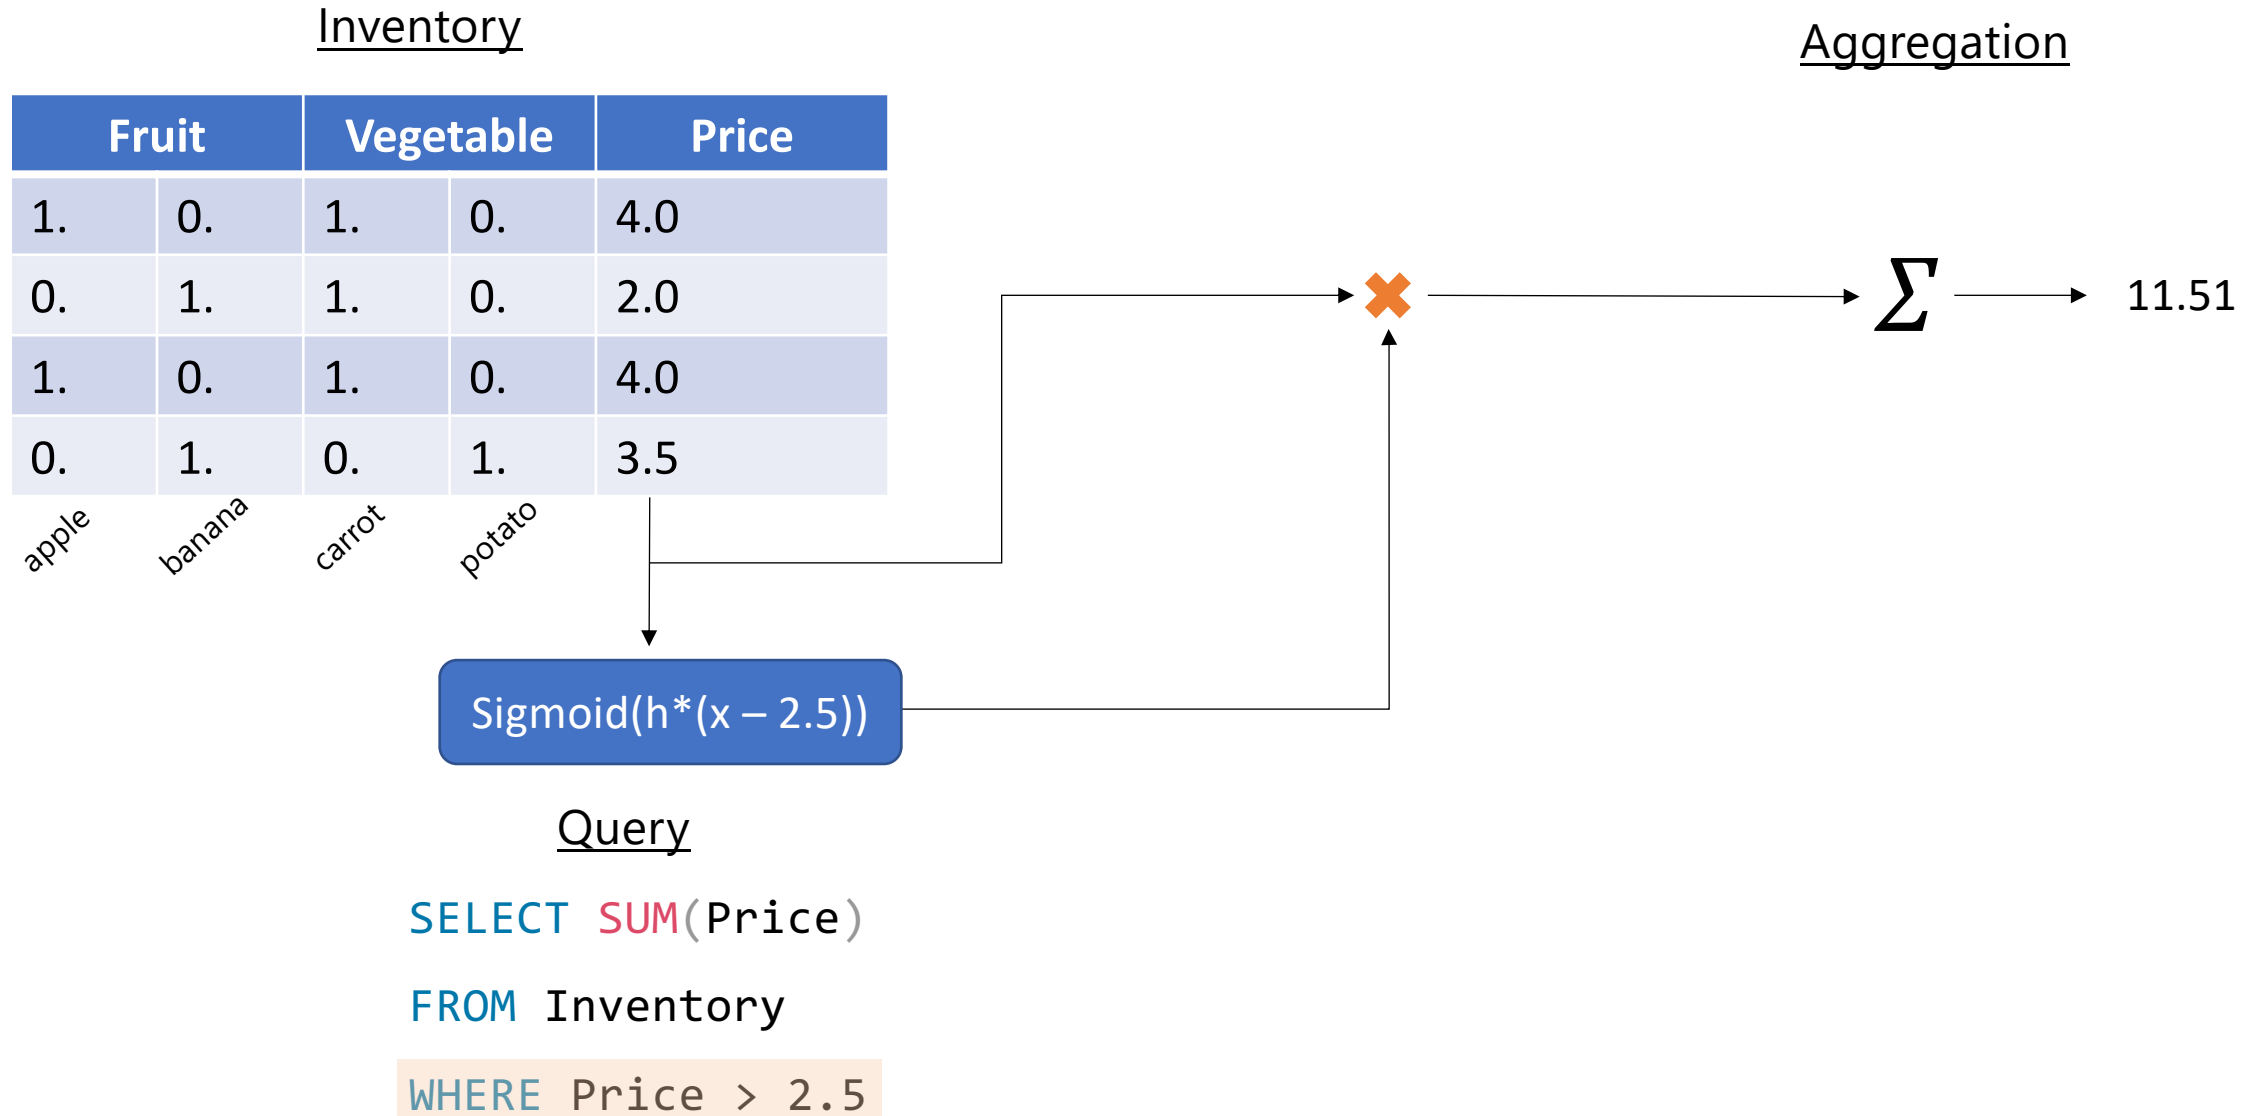 Inventory
Aggregation
Fruit Vegetable Price
1. 0. 1. 0. 4.0
0. 1. 1. 0. 2.0
1. 0. 1. 0. 4.0
0. 1. 0. 1. 3.5
apple banana carrot potato
Σ 11.51
Sigmoid(h*(x – 2.5))
Query
SELECT SUM(Price)
FROM Inventory
WHERE Price > 2.5